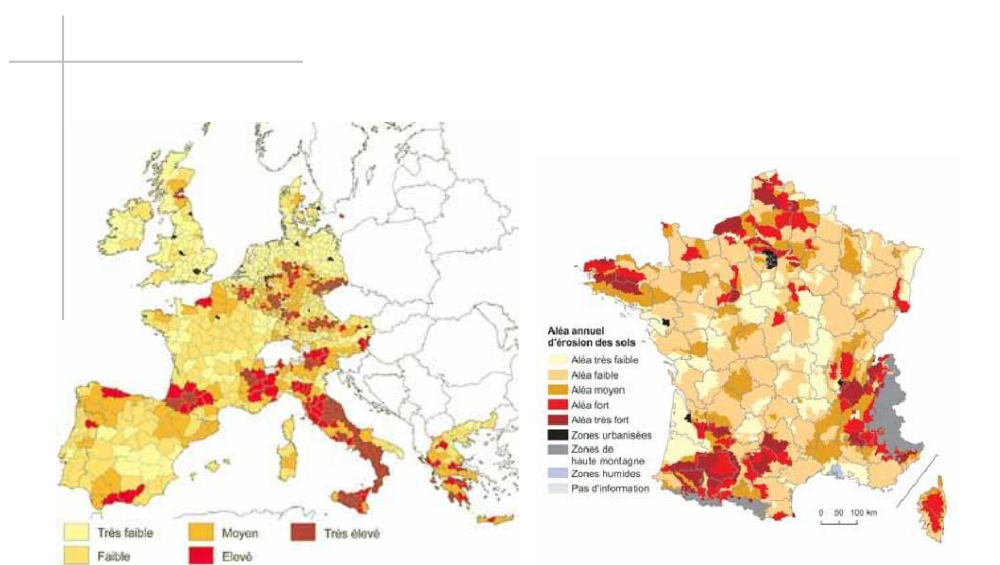 Très faible
Faible
Moyen
Elevé
Très élevé
Aléa annuel
d'érosion des sols
Aléa très faible
Aléa faible
Aléa moyen
Aléa fort
Aléa très fort
Zones urbanisées
Zones de
haute montagne
Zones humides
Pas d'information
0 50 100 km